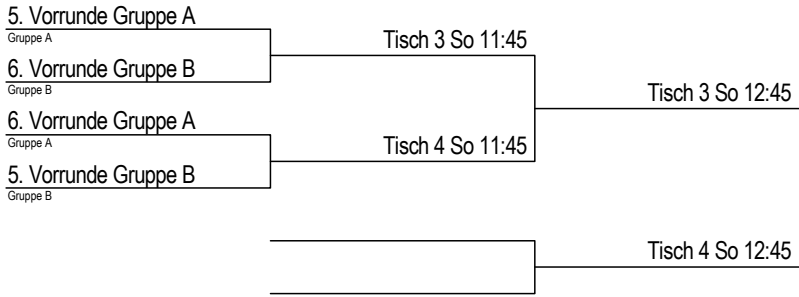 5. Vorrunde Gruppe A
Gruppe A
Tisch 3 So 11:45
6. Vorrunde Gruppe B
Gruppe B
Tisch 3 So 12:45
6. Vorrunde Gruppe A
Gruppe A
Tisch 4 So 11:45
5. Vorrunde Gruppe B
Gruppe B
Tisch 4 So 12:45